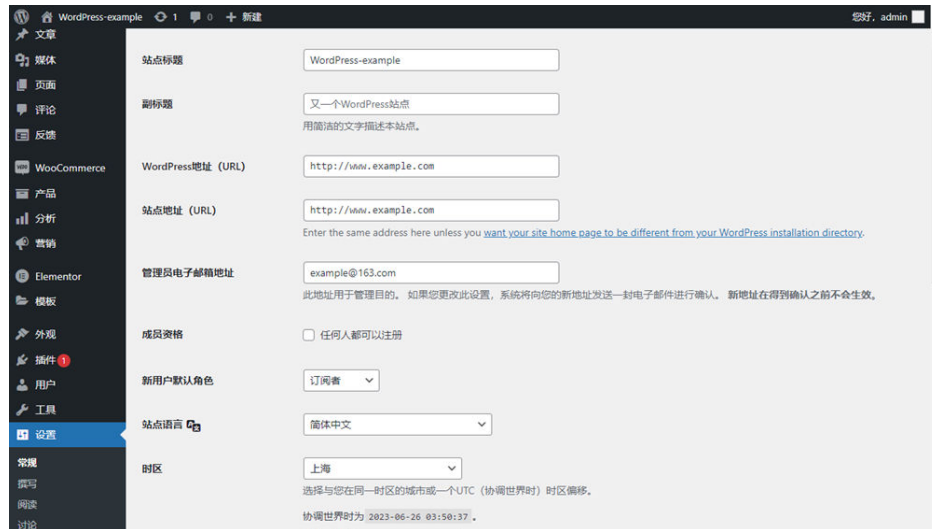 WordPress-example 1 0 新建 您好，admin
文章
媒体
页面
评论
反馈
WooCommerce
产品
分析
营销
Elementor
模板
外观
插件 1
用户
工具
设置
常规
撰写
阅读
讨论
站点标题 WordPress-example
副标题 又一个WordPress站点
用简洁的文字描述本站点。
WordPress地址（URL） http://www.example.com
站点地址（URL） http://www.example.com
Enter the same address here unless you want your site home page to be different from your WordPress installation directory.
管理员电子邮箱地址 example@163.com
此地址用于管理目的。 如果您更改此设置，系统将向您的新地址发送一封电子邮件进行确认。 新地址在得到确认之前不会生效。
成员资格 任何人都可以注册
新用户默认角色 订阅者
站点语言 简体中文
时区 上海
选择与您在同一时区的城市或一个UTC（协调世界时）时区偏移。
协调世界时为 2023-06-26 03:50:37 。